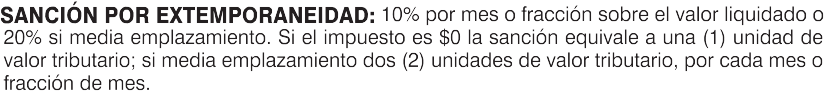 SANCIÓN POR EXTEMPORANEIDAD: 10% por mes o fracción sobre el valor liquidado o
20% si media emplazamiento. Si el impuesto es $0 la sanción equivale a una (1) unidad de
valor tributario; si media emplazamiento dos (2) unidades de valor tributario, por cada mes o
fracción de mes.